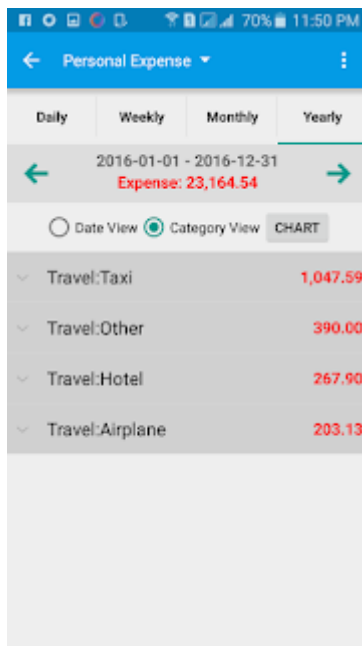 70% 11:50 PM
Personal Expense
Daily Weekly Monthly Yearly
2016-01-01 - 2016-12-31
Expense: 23,164.54
Date View Category View CHART
Travel:Taxi 1,047.59
Travel:Other 390.00
Travel:Hotel 267.90
Travel:Airplane 203.13